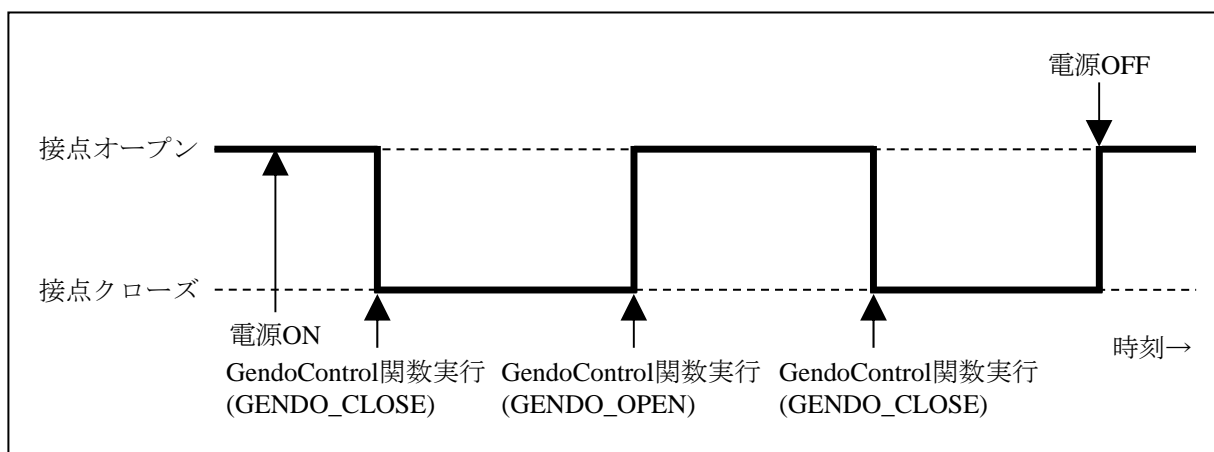 電源OFF
接点オープン
接点クローズ
電源ON
時刻→
GendoControl関数実行 GendoControl関数実行 GendoControl関数実行
(GENDO_CLOSE) (GENDO_OPEN) (GENDO_CLOSE)